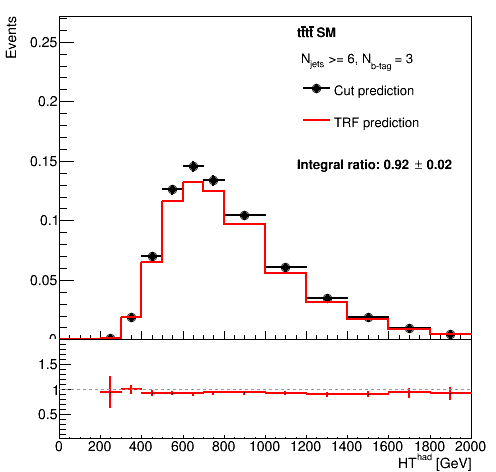 Events
0.25
0.2
0.15
0.1
0.05
0
tt̄tt̄ SM
N_jets >= 6, N_b-tag = 3
Cut prediction
TRF prediction
Integral ratio: 0.92 ± 0.02
1.5
1
0.5
0 200 400 600 800 1000 1200 1400 1600 1800 2000
HT^had [GeV]